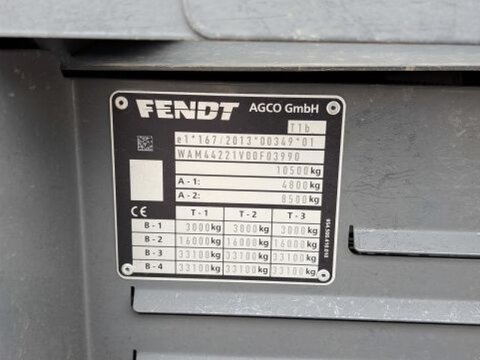 FENDT AGCO GmbH
T1b
e1*167/2013*00349*01
WAM44221V00F03990
10500kg
A - 1: 4800kg
A - 2: 8500kg
T - 1 T - 2 T - 3
B - 1 3000kg 3000kg 3000kg
B - 2 16000kg 16000kg 16000kg
B - 3 33100kg 33100kg 33100kg
B - 4 33100kg 33100kg 33100kg
CE